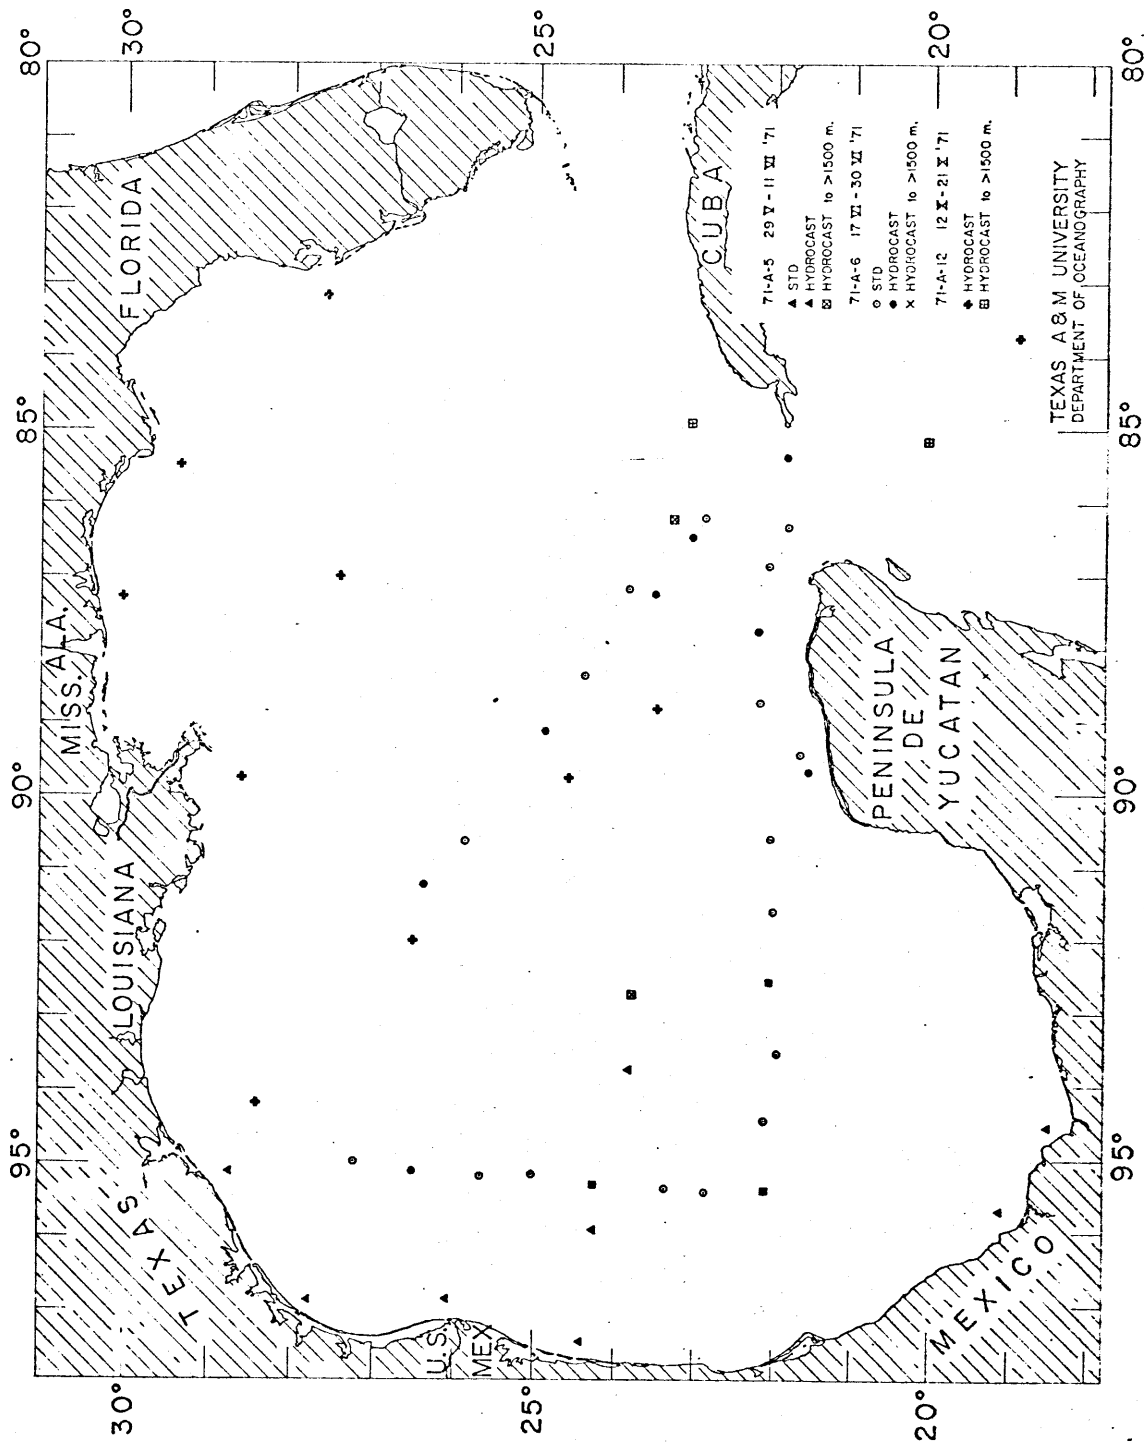 80°
85°
90°
95°
30°
25°
20°
30°
25°
20°
80°
85°
90°
95°
TEXAS
LOUISIANA
MISS. ALA.
FLORIDA
U.S.
MEX.
MEXICO
PENINSULA
DE
YUCATAN
CUBA
71-A-5 29 V - 11 VI '71
▲ STD
▲ HYDROCAST
⊠ HYDROCAST to >1500 m.
71-A-6 17 VI - 30 VI '71
⊙ STD
● HYDROCAST
x HYDROCAST to >1500 m.
71-A-12 12 X - 21 X '71
✚ HYDROCAST
⊞ HYDROCAST to >1500 m.
TEXAS A & M UNIVERSITY
DEPARTMENT OF OCEANOGRAPHY